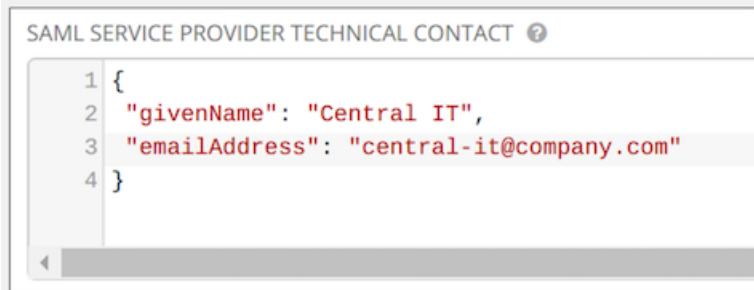 SAML SERVICE PROVIDER TECHNICAL CONTACT ?
1 {
2 "givenName": "Central IT",
3 "emailAddress": "central-it@company.com"
4 }